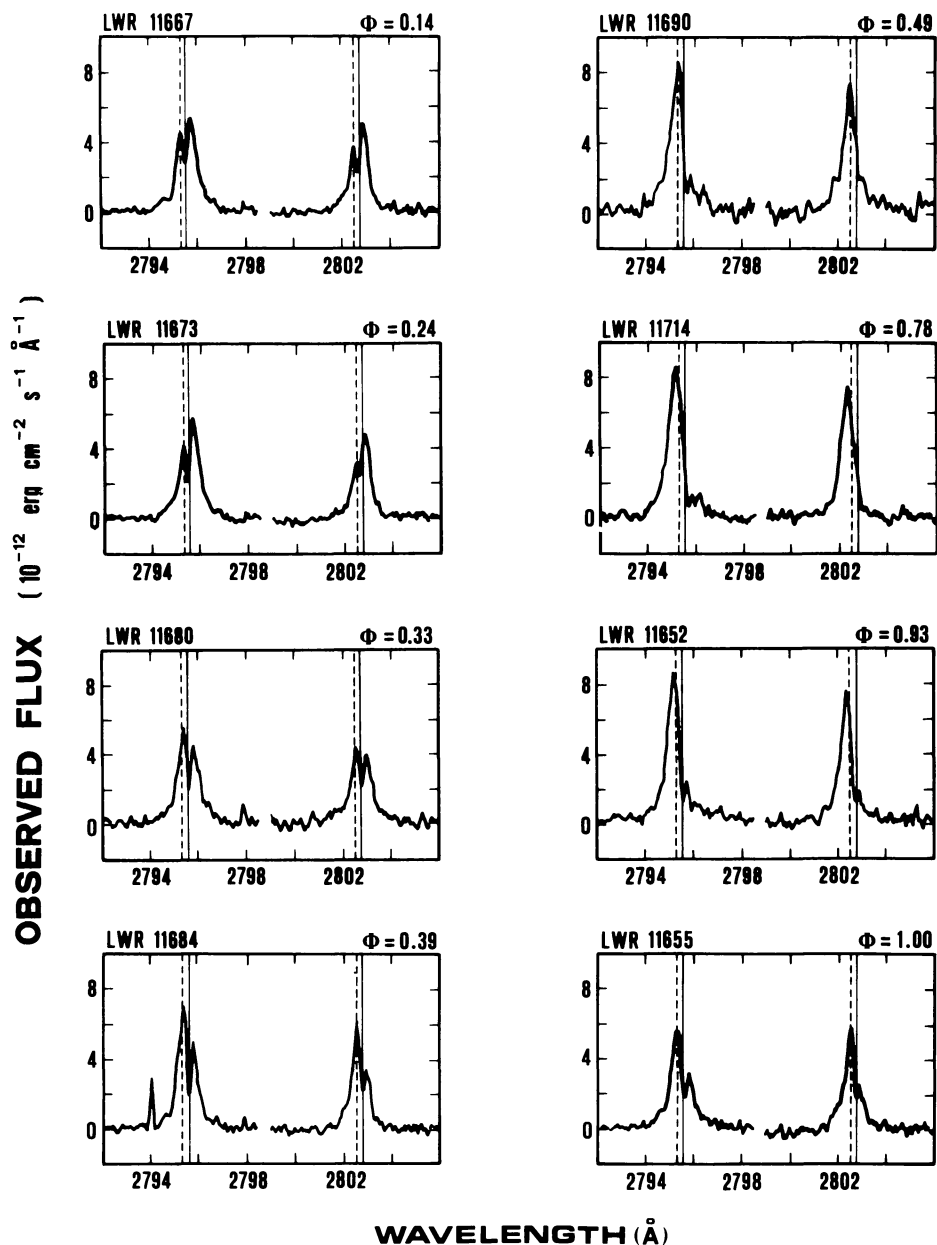 LWR 11667 Φ = 0.14
8
4
0
2794 2798 2802
LWR 11690 Φ = 0.49
8
4
0
2794 2798 2802
LWR 11673 Φ = 0.24
8
4
0
2794 2798 2802
LWR 11714 Φ = 0.78
8
4
0
2794 2798 2802
LWR 11680 Φ = 0.33
8
4
0
2794 2798 2802
LWR 11652 Φ = 0.93
8
4
0
2794 2798 2802
LWR 11684 Φ = 0.39
8
4
0
2794 2798 2802
LWR 11655 Φ = 1.00
8
4
0
2794 2798 2802
OBSERVED FLUX (10⁻¹² erg cm⁻² s⁻¹ Å⁻¹)
WAVELENGTH (Å)